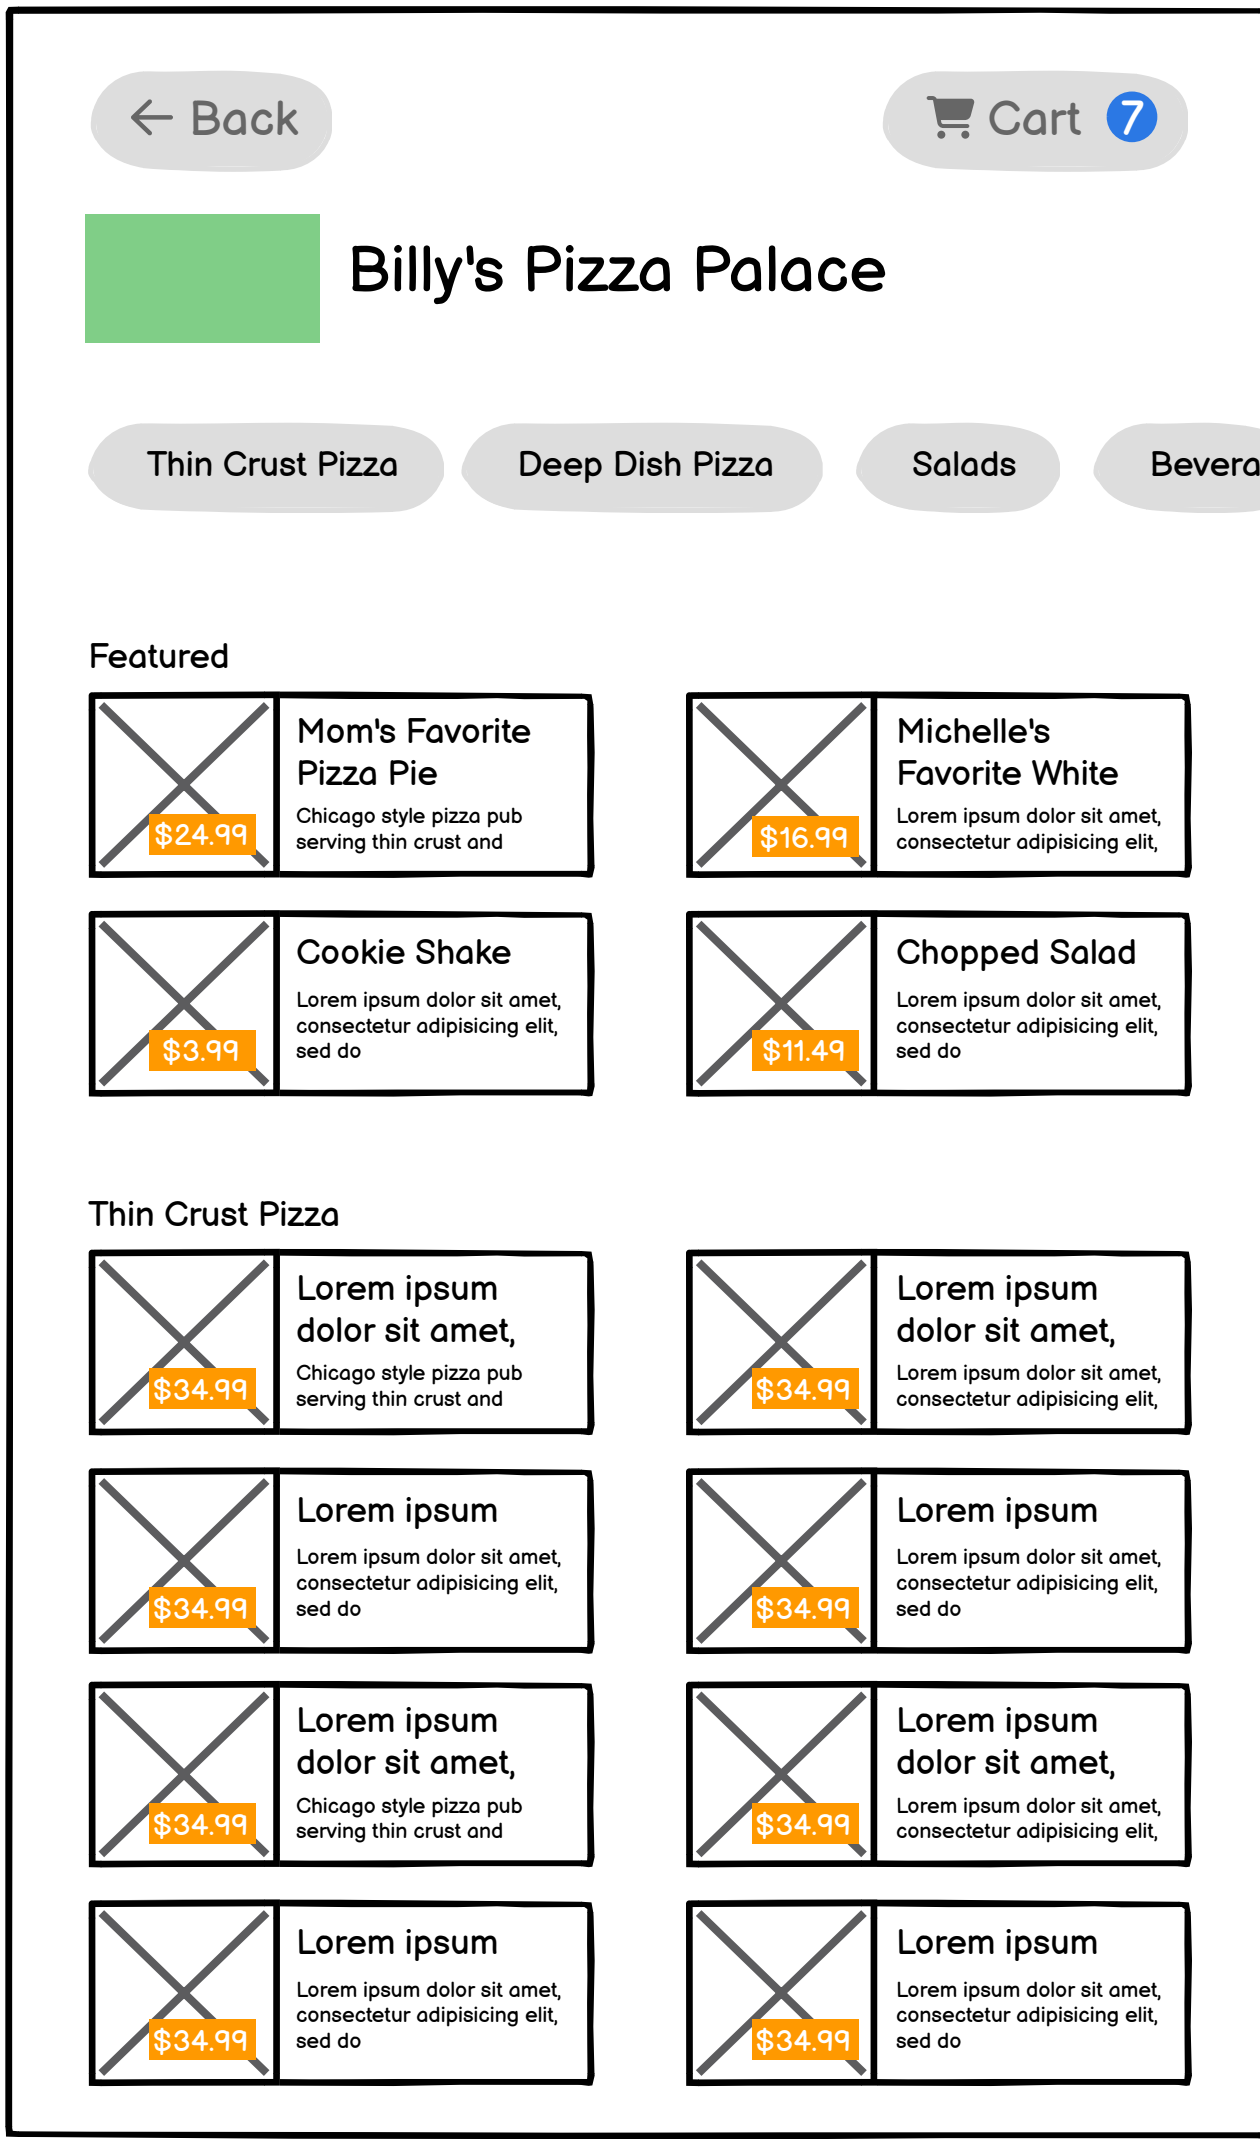 Back
Cart 7
Billy's Pizza Palace
Thin Crust Pizza
Deep Dish Pizza
Salads
Bevera
Featured
Mom's Favorite
Pizza Pie
Chicago style pizza pub
serving thin crust and
$24.99
Michelle's
Favorite White
Lorem ipsum dolor sit amet,
consectetur adipisicing elit,
$16.99
Cookie Shake
Lorem ipsum dolor sit amet,
consectetur adipisicing elit,
sed do
$3.99
Chopped Salad
Lorem ipsum dolor sit amet,
consectetur adipisicing elit,
sed do
$11.49
Thin Crust Pizza
Lorem ipsum
dolor sit amet,
Chicago style pizza pub
serving thin crust and
$34.99
Lorem ipsum
dolor sit amet,
Lorem ipsum dolor sit amet,
consectetur adipisicing elit,
$34.99
Lorem ipsum
Lorem ipsum dolor sit amet,
consectetur adipisicing elit,
sed do
$34.99
Lorem ipsum
Lorem ipsum dolor sit amet,
consectetur adipisicing elit,
sed do
$34.99
Lorem ipsum
dolor sit amet,
Chicago style pizza pub
serving thin crust and
$34.99
Lorem ipsum
dolor sit amet,
Lorem ipsum dolor sit amet,
consectetur adipisicing elit,
$34.99
Lorem ipsum
Lorem ipsum dolor sit amet,
consectetur adipisicing elit,
sed do
$34.99
Lorem ipsum
Lorem ipsum dolor sit amet,
consectetur adipisicing elit,
sed do
$34.99